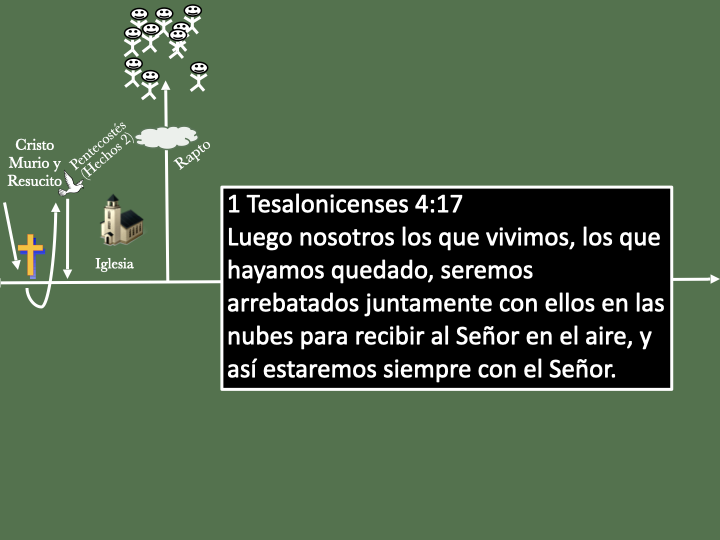 Cristo
Murio y
Resucito
Pentecostés
(Hechos 2)
Rapto
Iglesia
1 Tesalonicenses 4:17
Luego nosotros los que vivimos, los que
hayamos quedado, seremos
arrebatados juntamente con ellos en las
nubes para recibir al Señor en el aire, y
así estaremos siempre con el Señor.